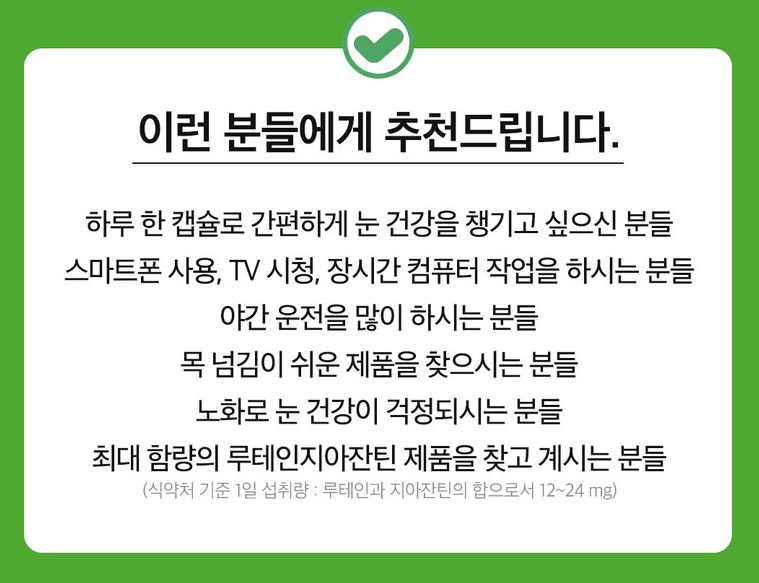 이런 분들에게 추천드립니다.
하루 한 캡슐로 간편하게 눈 건강을 챙기고 싶으신 분들
스마트폰 사용, TV 시청, 장시간 컴퓨터 작업을 하시는 분들
야간 운전을 많이 하시는 분들
목 넘김이 쉬운 제품을 찾으시는 분들
노화로 눈 건강이 걱정되시는 분들
최대 함량의 루테인지아잔틴 제품을 찾고 계시는 분들
(식약처 기준 1일 섭취량 : 루테인과 지아잔틴의 합으로서 12~24 mg)